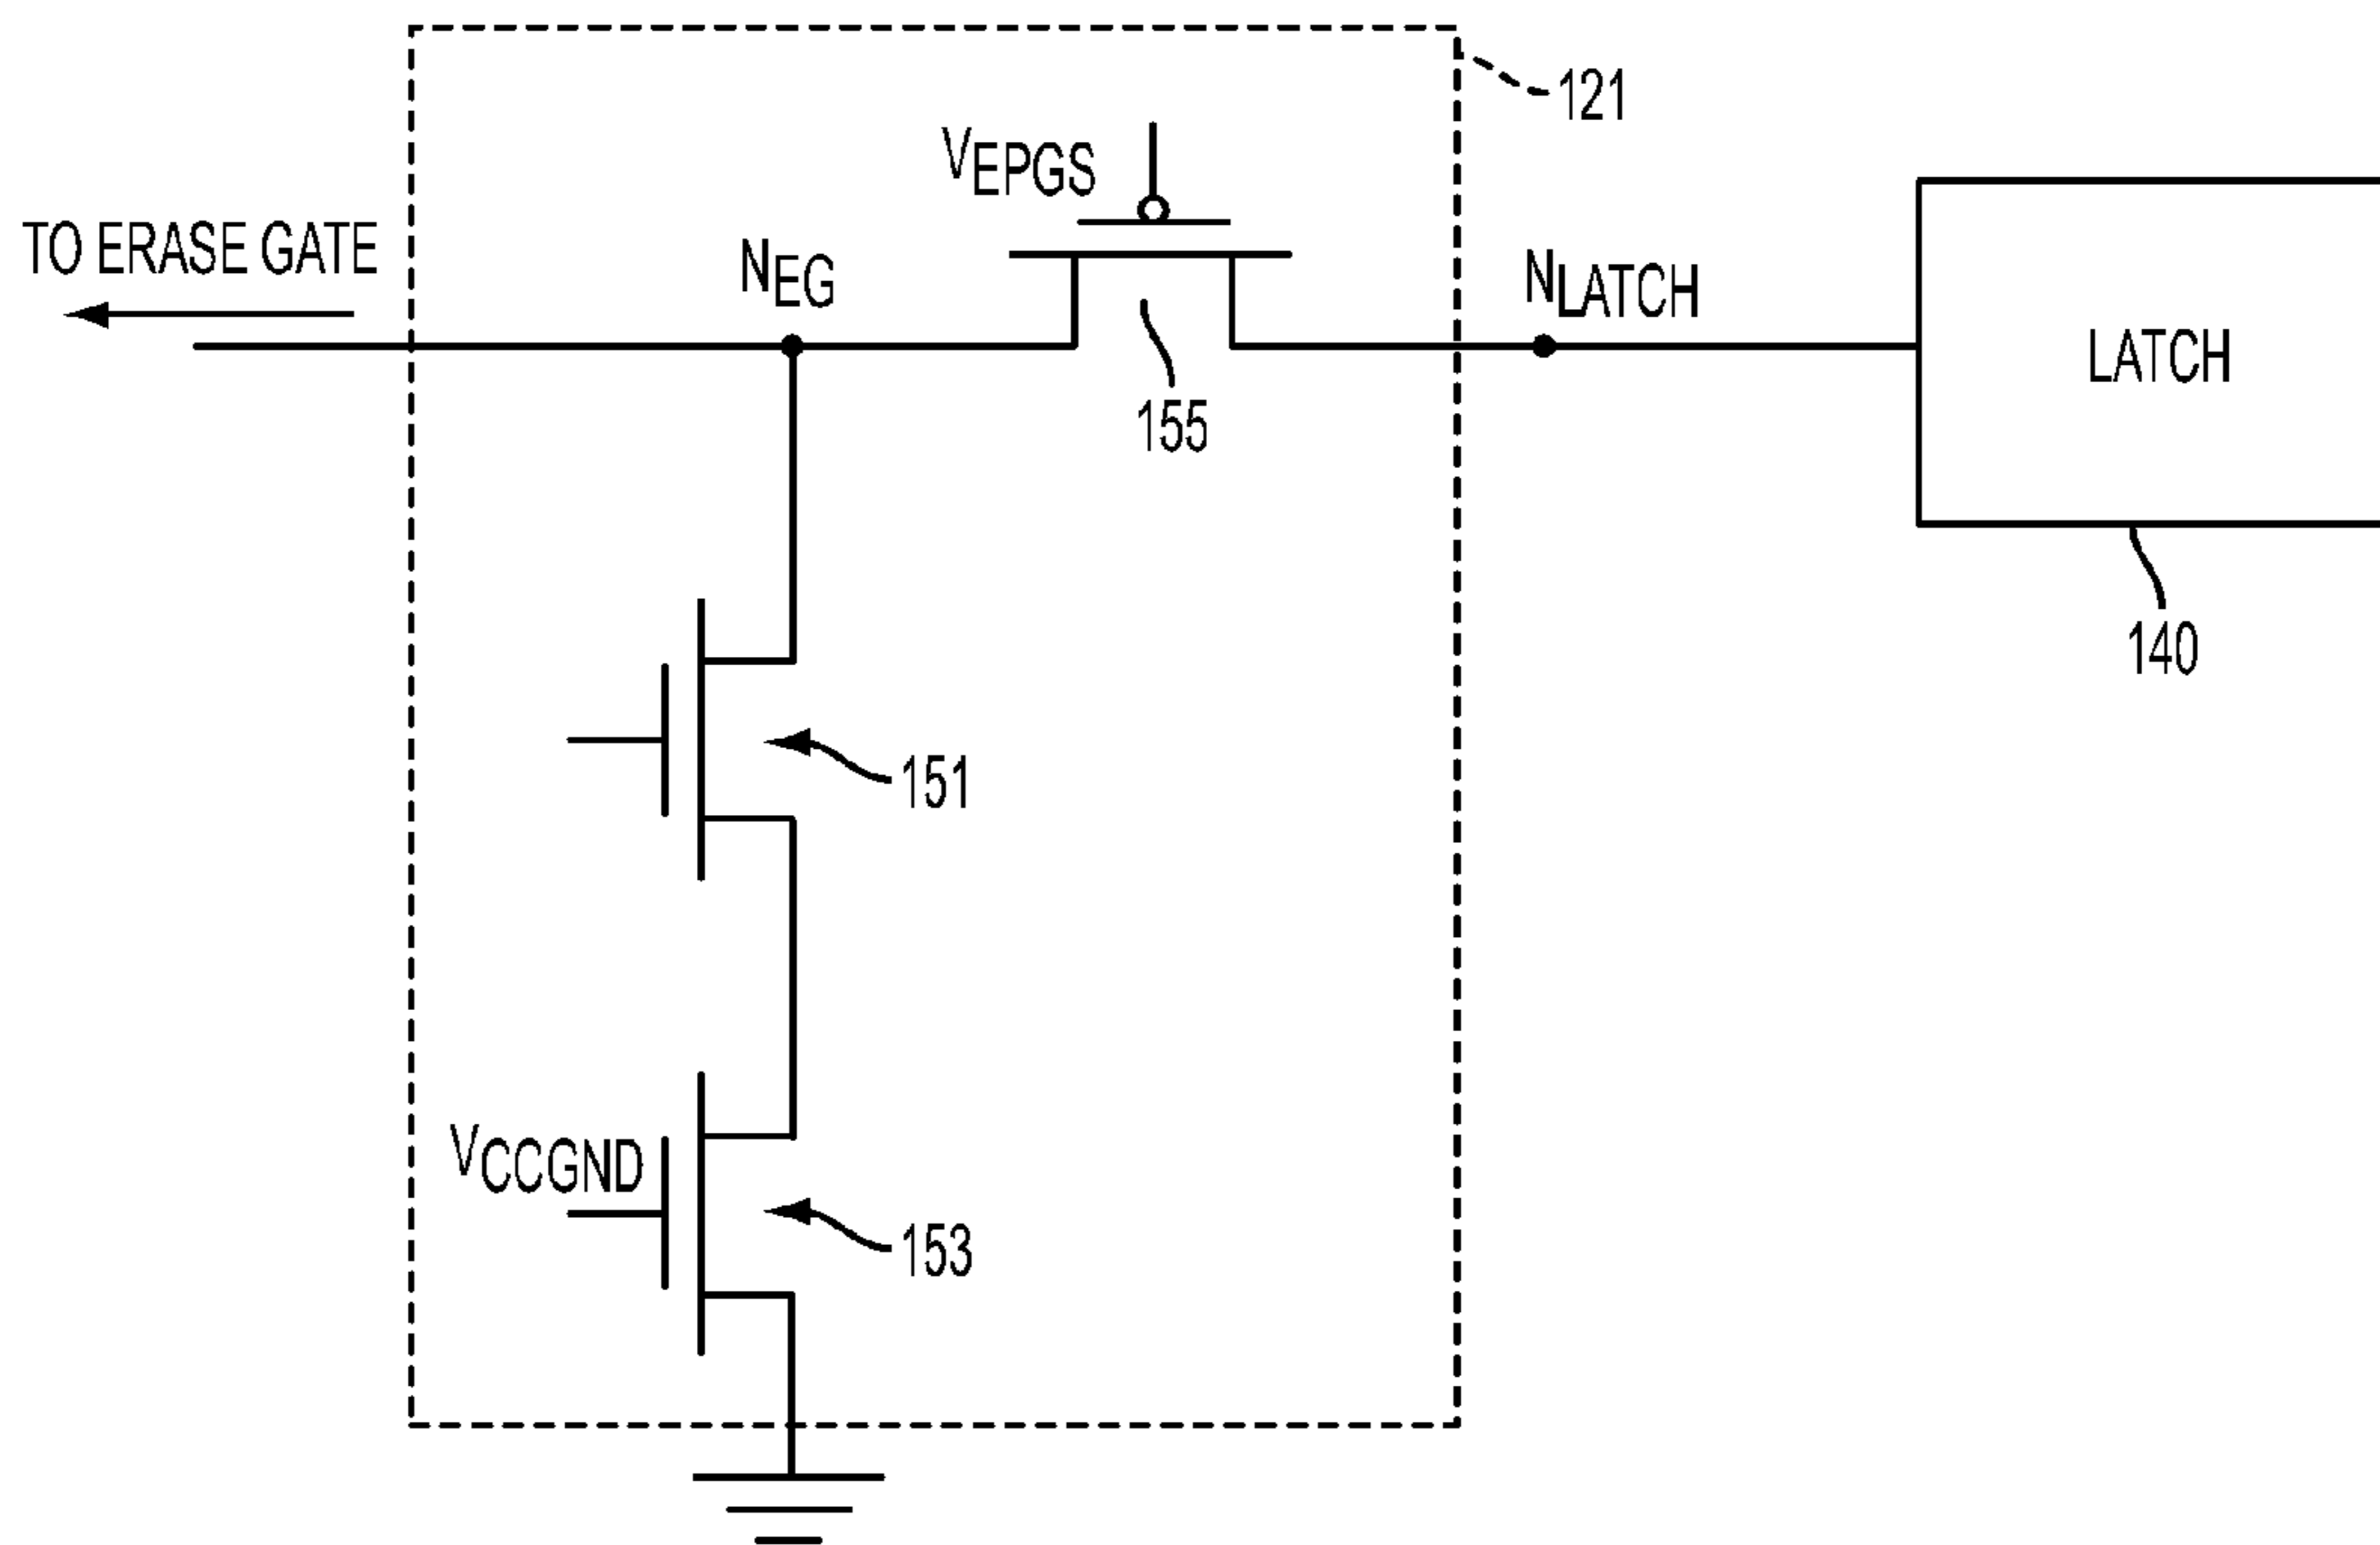 121
VEPGS
TO ERASE GATE
NEG
NLATCH
LATCH
155
140
151
VCCGND
153